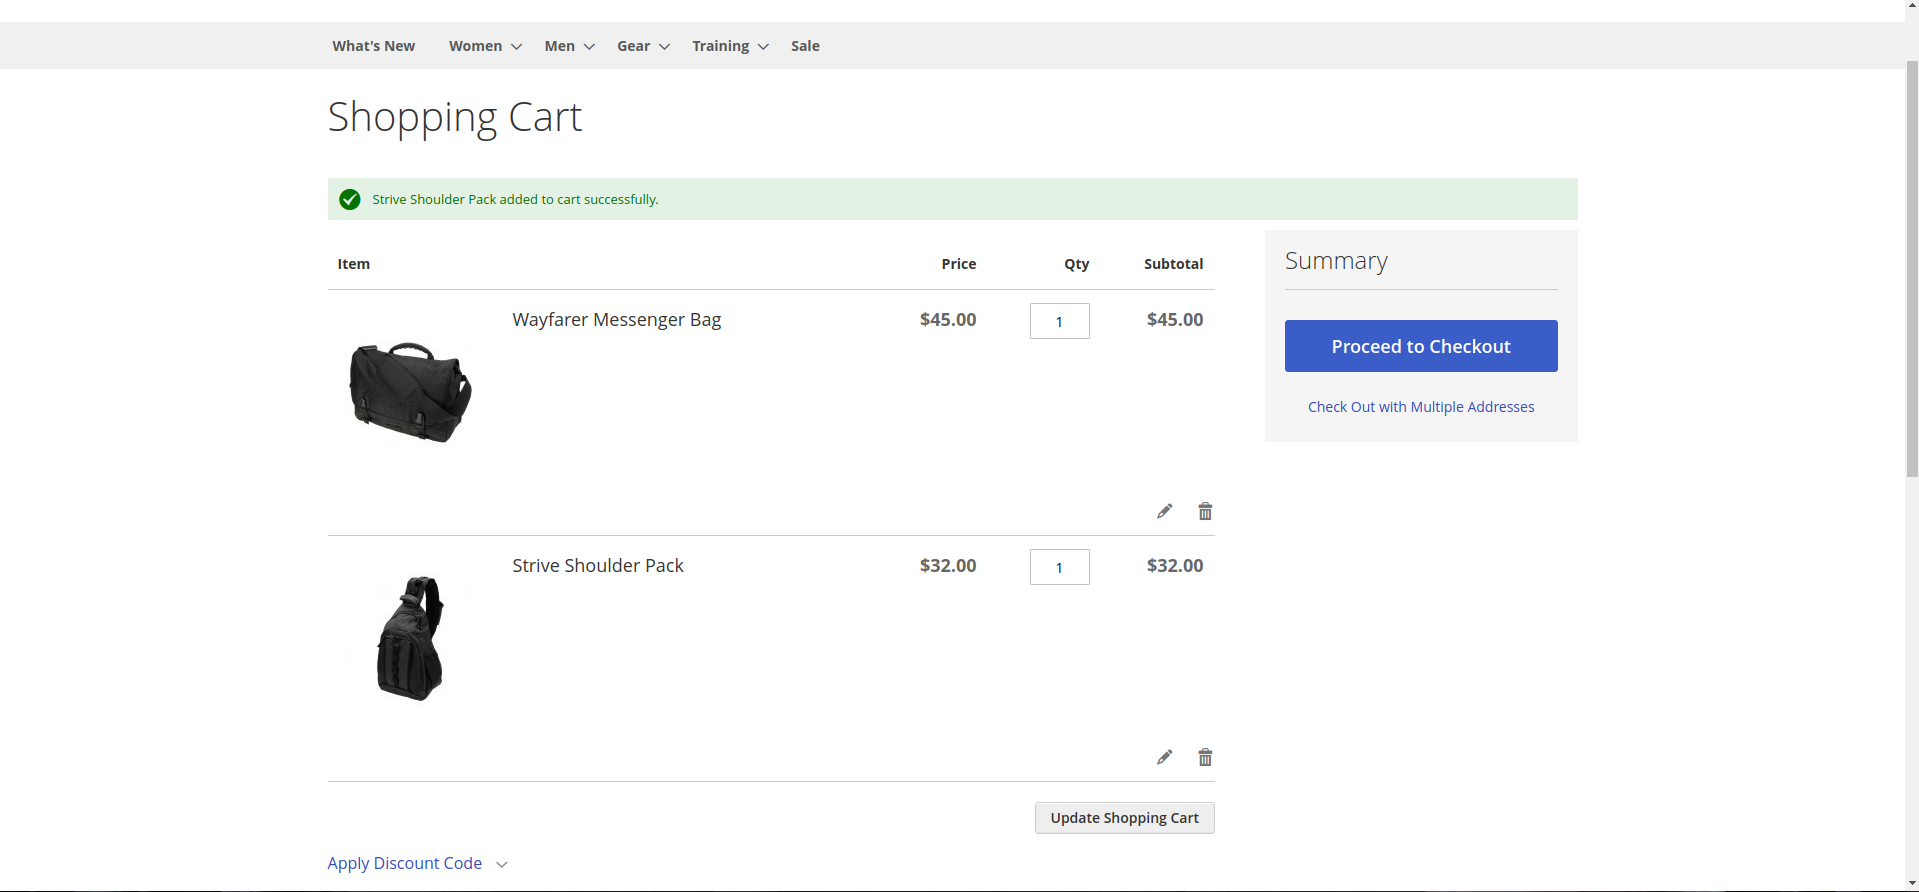 What's New Women Men Gear Training Sale
Shopping Cart
Strive Shoulder Pack added to cart successfully.
Item Price Qty Subtotal
Wayfarer Messenger Bag $45.00 1 $45.00
Strive Shoulder Pack $32.00 1 $32.00
Update Shopping Cart
Apply Discount Code
Summary
Proceed to Checkout
Check Out with Multiple Addresses